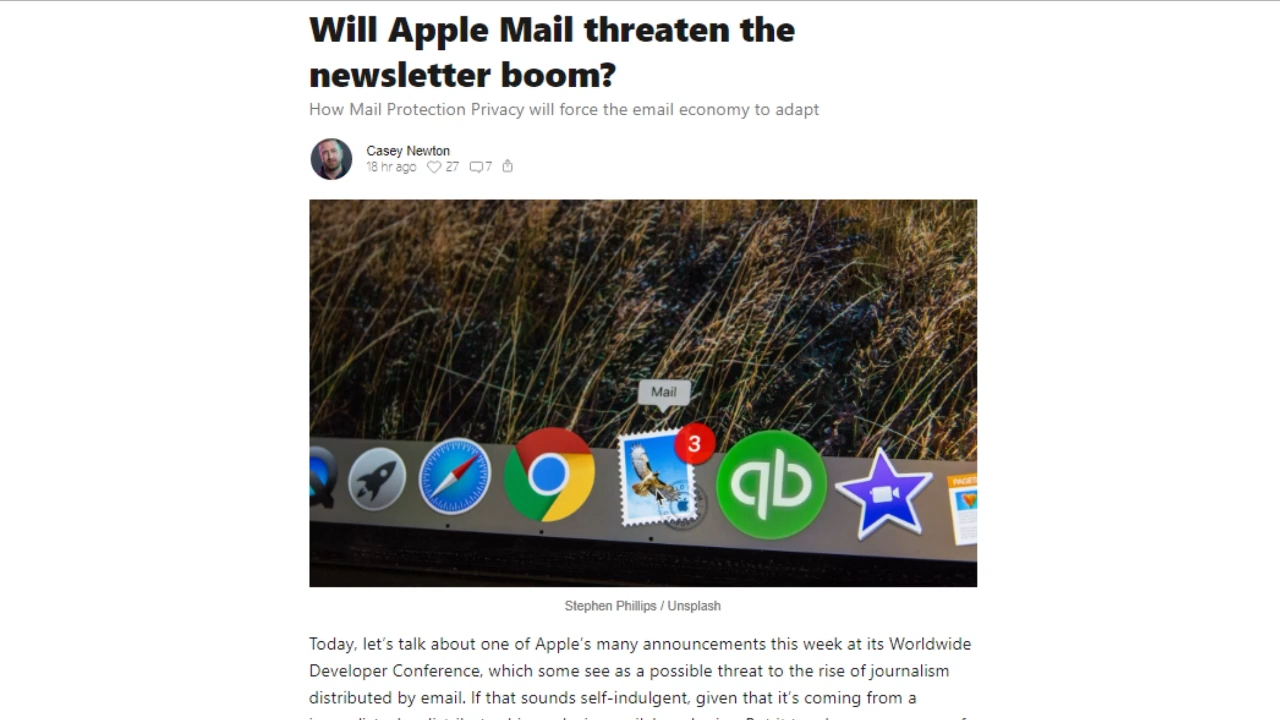 Will Apple Mail threaten the
newsletter boom?
How Mail Protection Privacy will force the email economy to adapt
Casey Newton
18 hr ago 27 7
Mail
3
qb
PAGES
Stephen Phillips / Unsplash
Today, let's talk about one of Apple's many announcements this week at its Worldwide
Developer Conference, which some see as a possible threat to the rise of journalism
distributed by email. If that sounds self-indulgent, given that it's coming from a